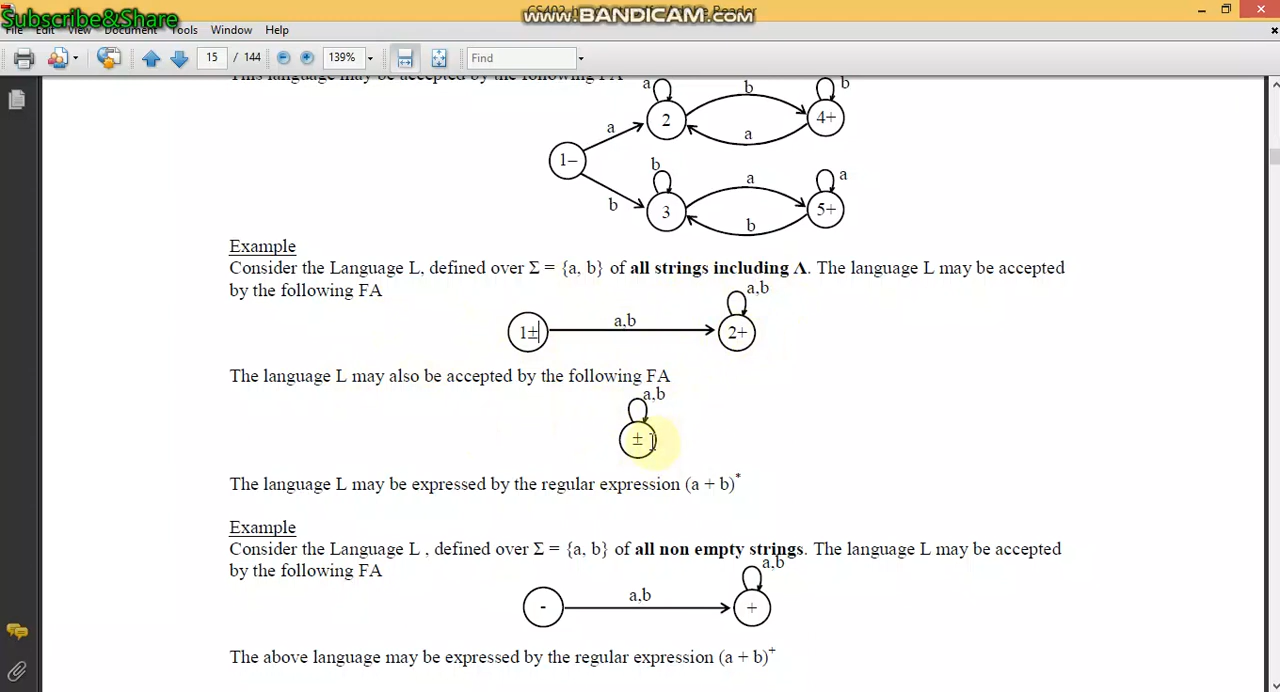 Subscribe&Share
WWW.BANDICAM.COM
File Edit View Document Tools Window Help
15 / 144 139% Find
This language may be accepted by the following FA
a b b
2 4+
a a
1–
b a a
b 3 5+
b
Example
Consider the Language L, defined over Σ = {a, b} of all strings including Λ. The language L may be accepted
by the following FA
a,b
1± a,b 2+
The language L may also be accepted by the following FA
a,b
±
The language L may be expressed by the regular expression (a + b)*
Example
Consider the Language L , defined over Σ = {a, b} of all non empty strings. The language L may be accepted
by the following FA
a,b
- a,b +
The above language may be expressed by the regular expression (a + b)+